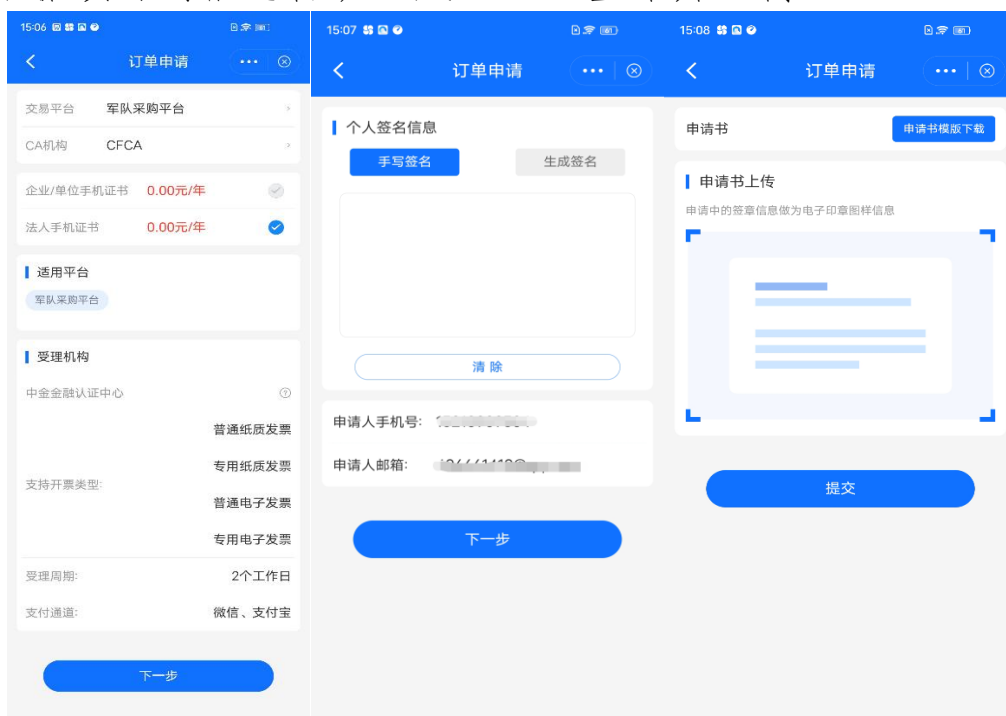 15:06
订单申请
交易平台 军队采购平台
CA机构 CFCA
企业/单位手机证书 0.00元/年
法人手机证书 0.00元/年
适用平台
军队采购平台
受理机构
中金金融认证中心
支持开票类型:
普通纸质发票
专用纸质发票
普通电子发票
专用电子发票
受理周期: 2个工作日
支付通道: 微信、支付宝
下一步
15:07
订单申请
个人签名信息
手写签名 生成签名
清除
申请人手机号:
申请人邮箱:
下一步
15:08
订单申请
申请书 申请书模版下载
申请书上传
申请中的签章信息做为电子印章图样信息
提交